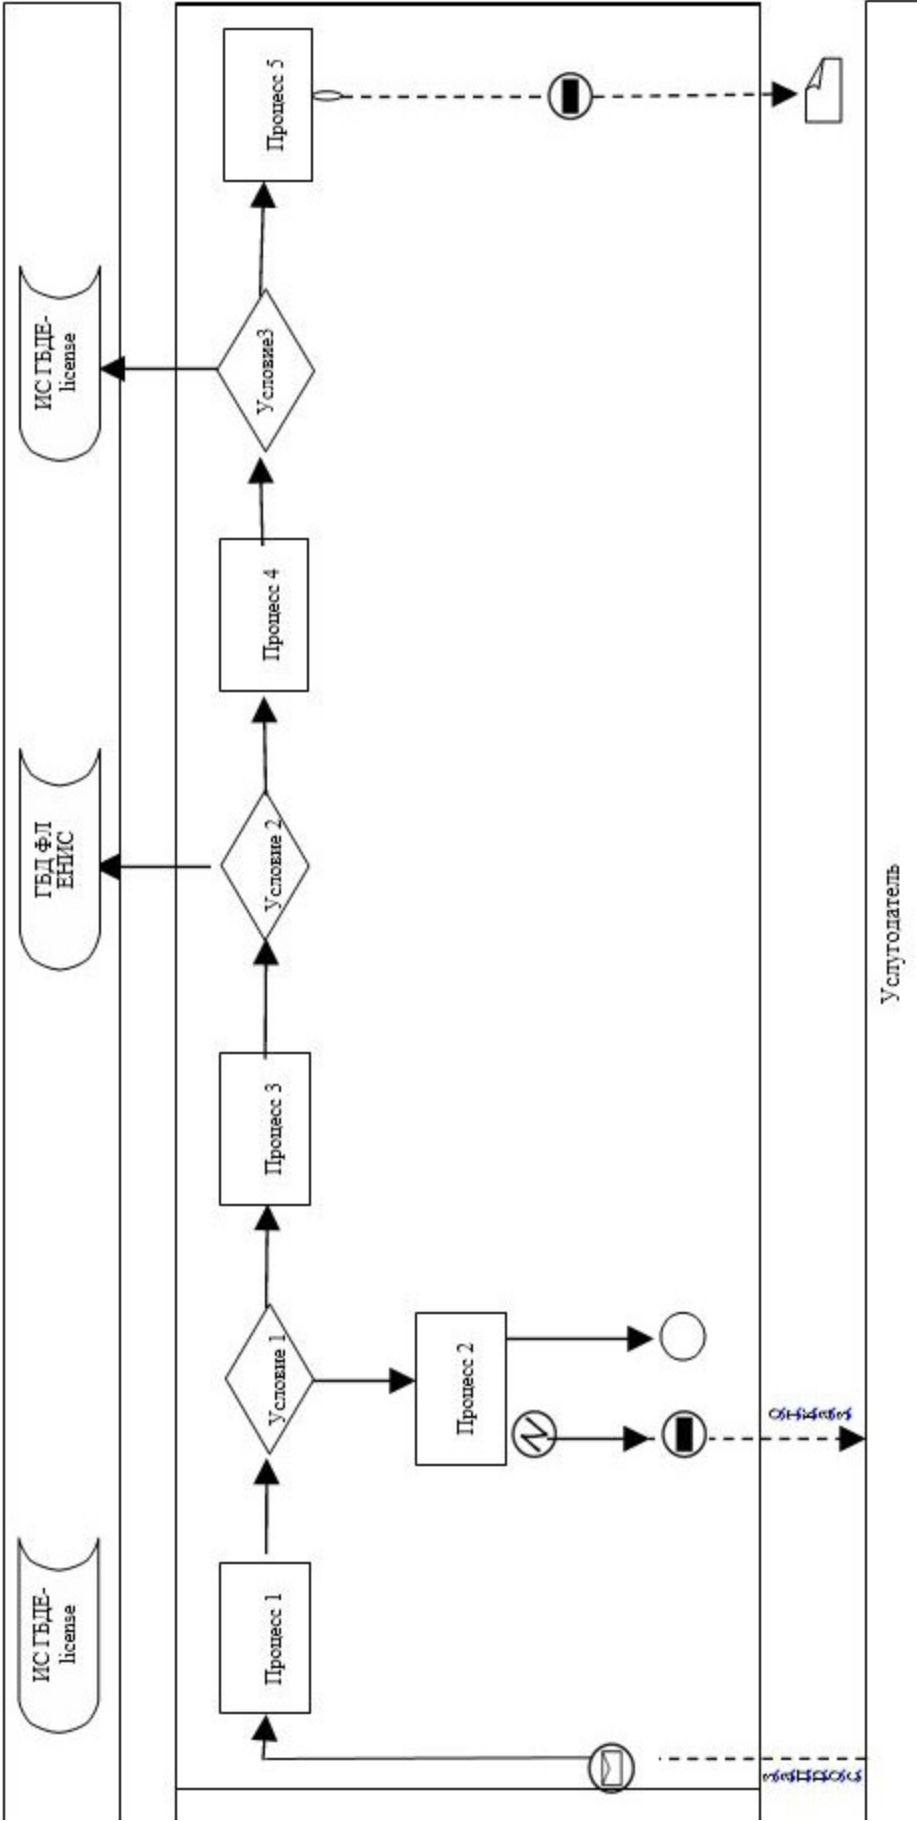 ИС ГБДЕ-
license
ГБД ФЛ
ЕНИС
ИС ГБДЕ-
license
Процесс 1
Условие 1
Процесс 3
Условие 2
Процесс 4
Условие3
Процесс 5
Процесс 2
Услугодатель